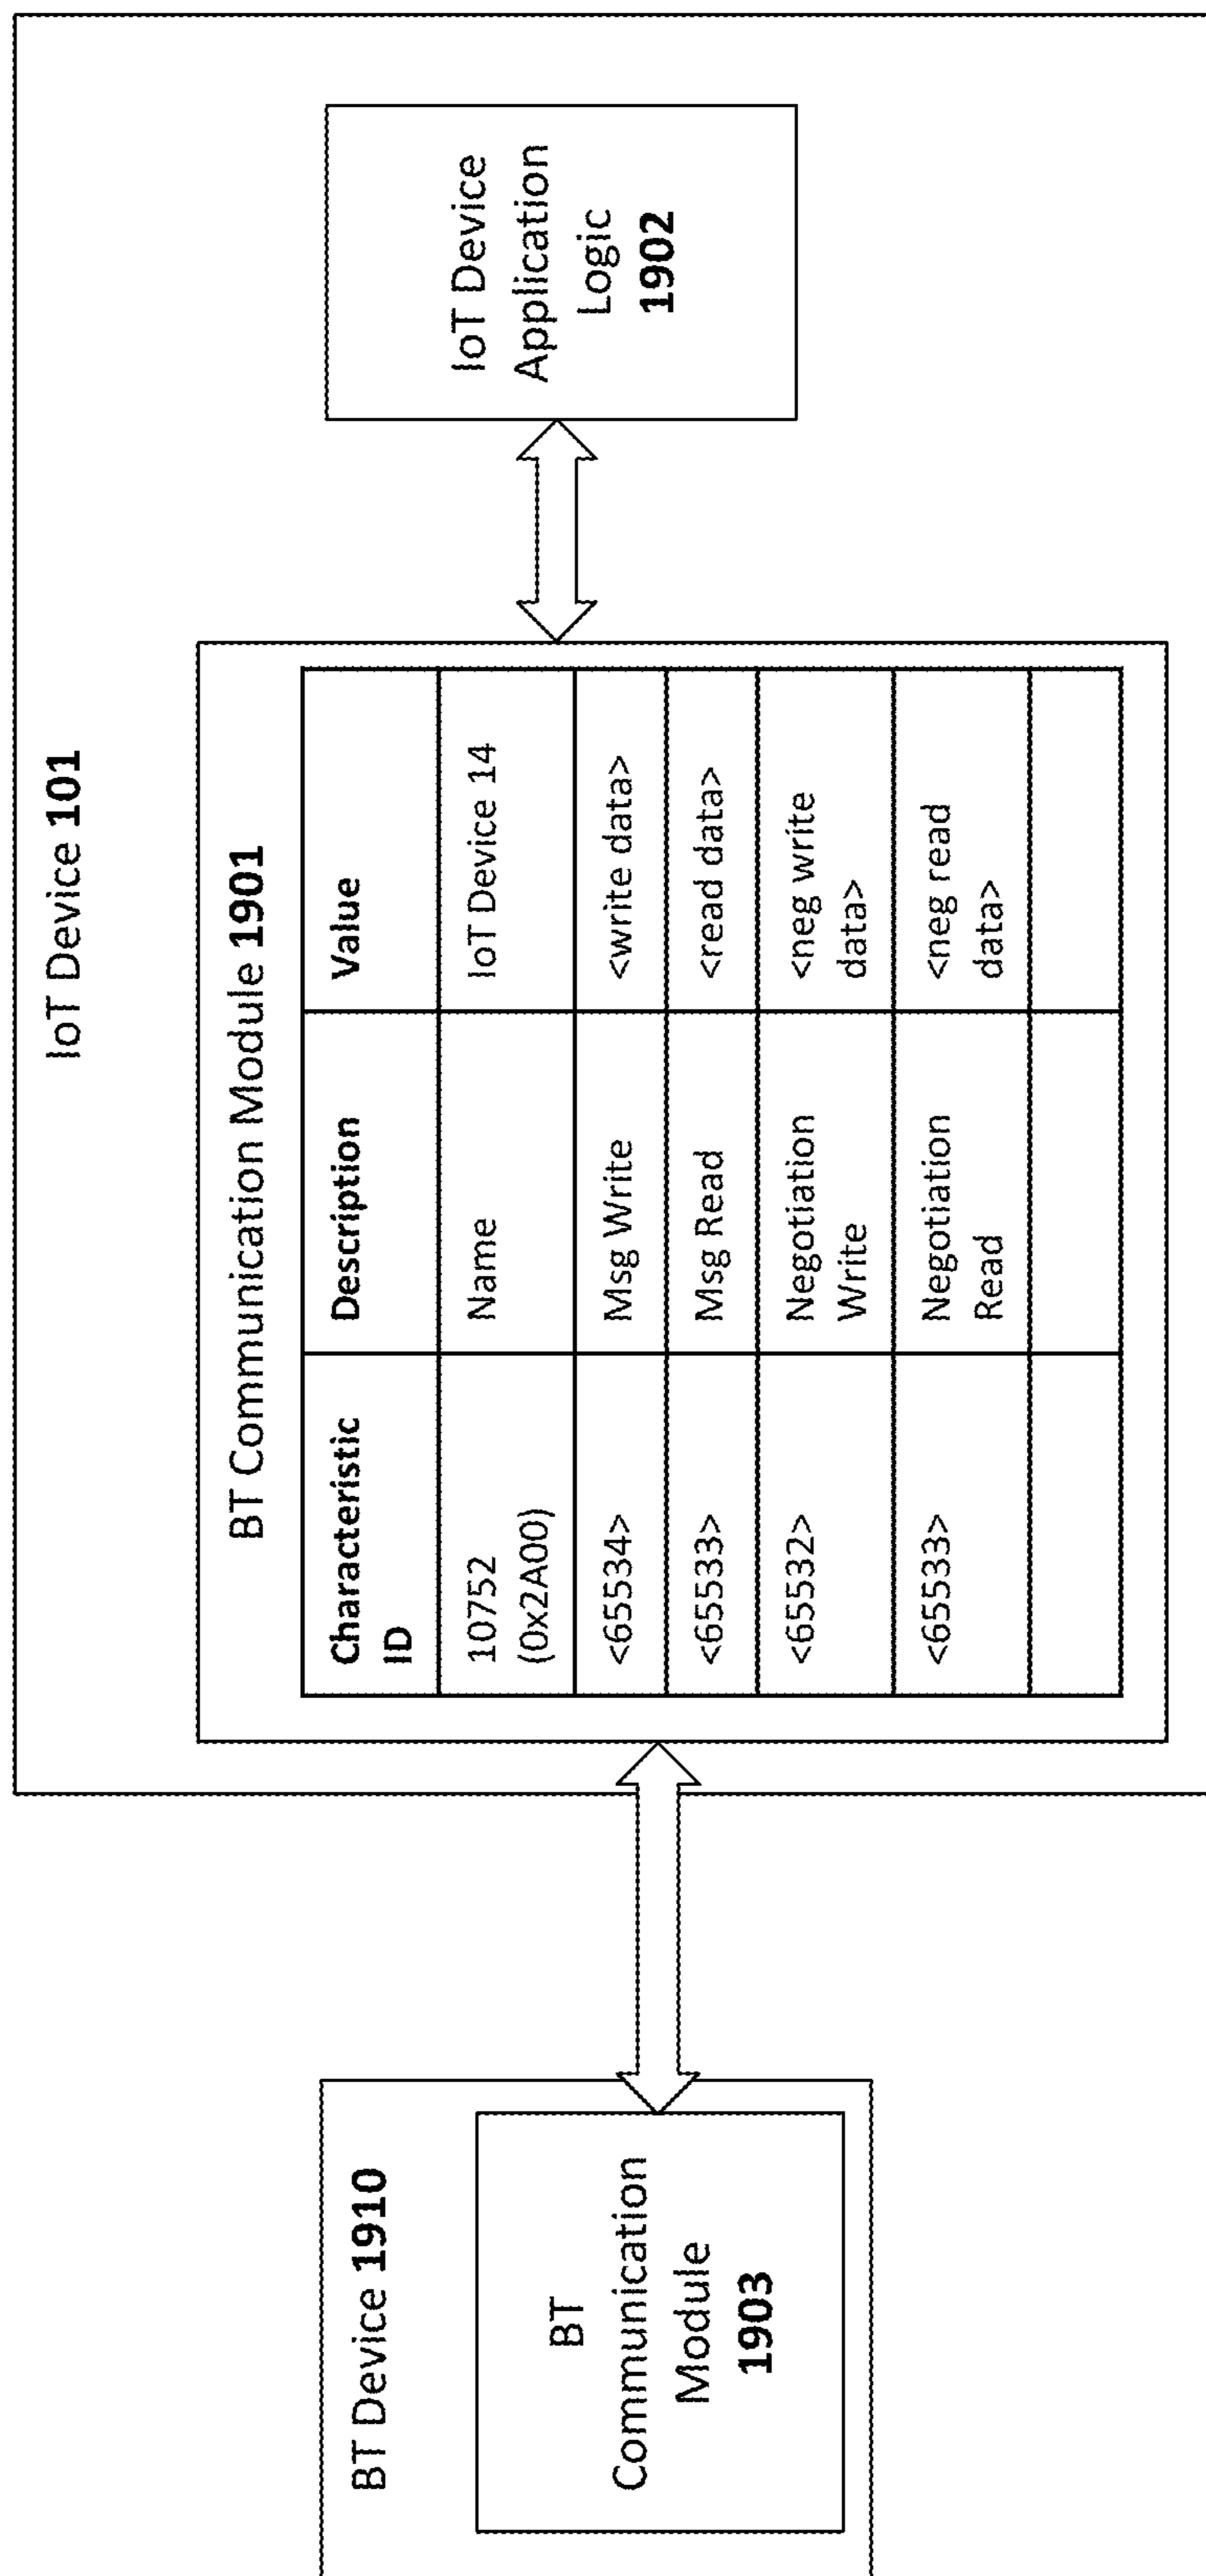 IoT Device 101
BT Device 1910
BT
Communication
Module
1903
BT Communication Module 1901
Characteristic ID Description Value
10752 (0x2A00) Name IoT Device 14
<65534> Msg Write <write data>
<65533> Msg Read <read data>
<65532> Negotiation Write <neg write data>
<65533> Negotiation Read <neg read data>
IoT Device
Application
Logic
1902